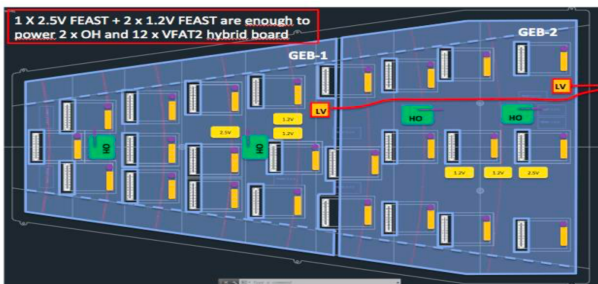 1 X 2.5V FEAST + 2 x 1.2V FEAST are enough to
power 2 x OH and 12 x VFAT2 hybrid board
GEB-1
GEB-2
LV
LV
1.2V
2.5V
1.2V
OH
OH
OH
OH
1.2V
1.2V
2.5V